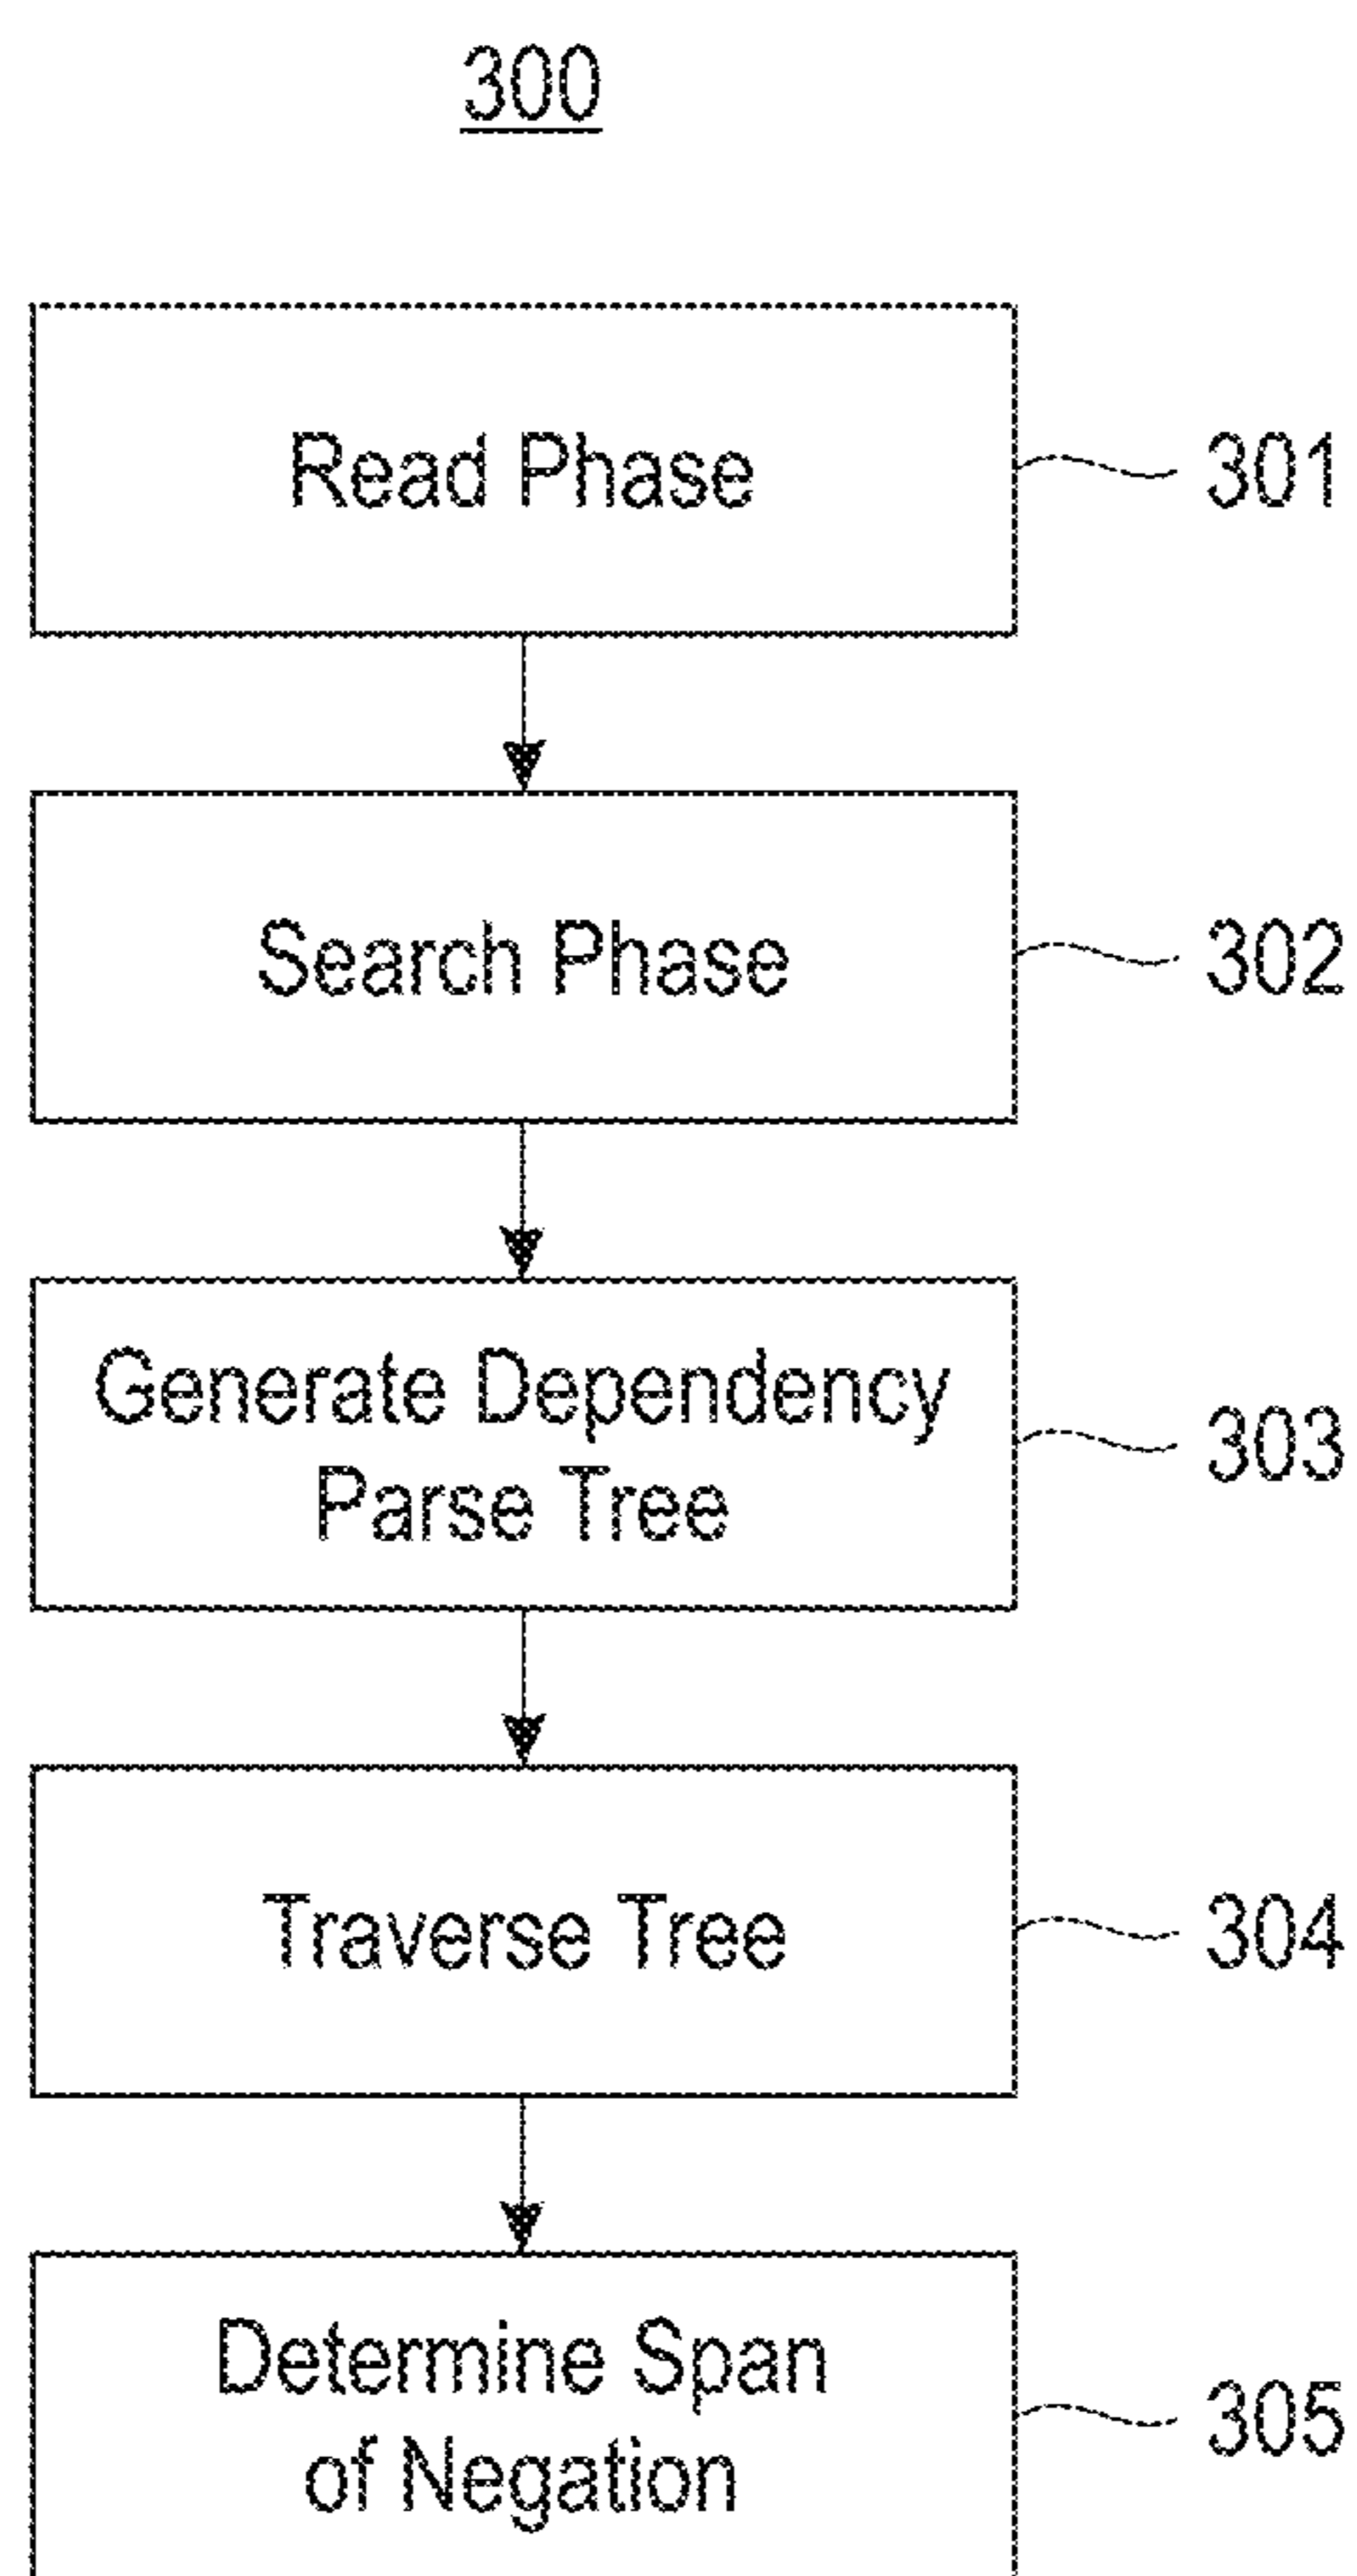 300
Read Phase
301
Search Phase
302
Generate Dependency
Parse Tree
303
Traverse Tree
304
Determine Span
of Negation
305